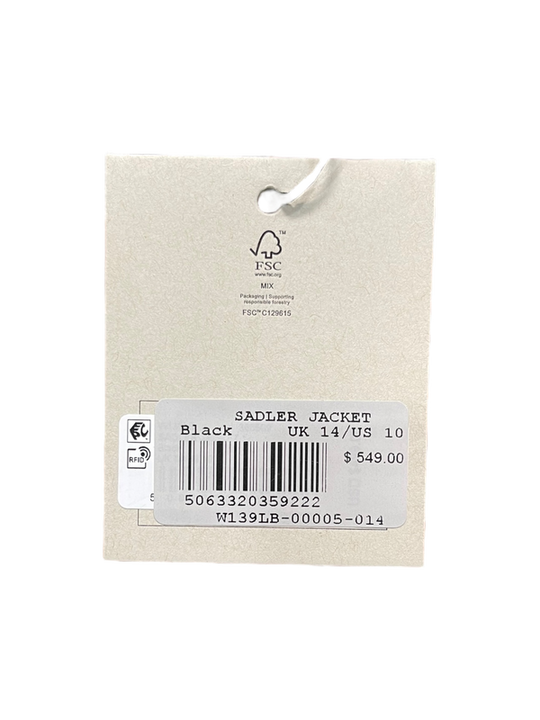 TM
FSC
www.fsc.org
MIX
Packaging | Supporting
responsible forestry
FSC™ C129615
SADLER JACKET
Black UK 14/US 10
$ 549.00
RFID
5063320359222
W139LB-00005-014